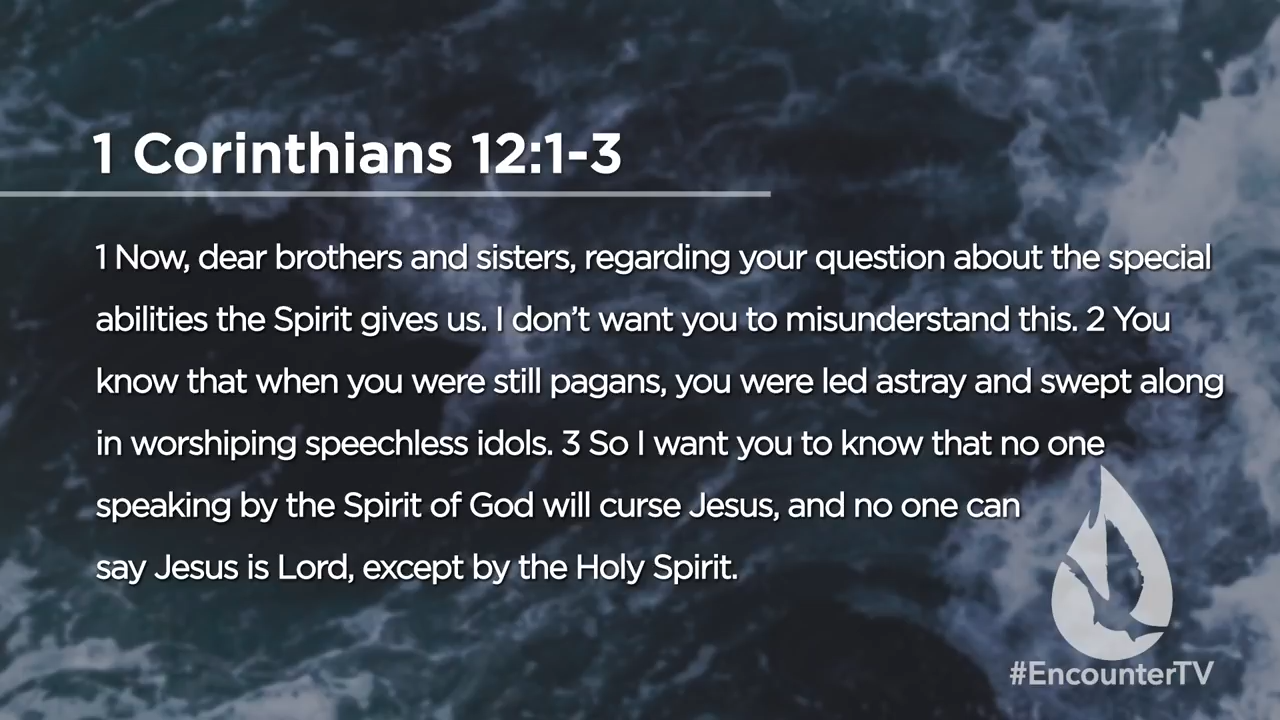 1 Corinthians 12:1-3
1 Now, dear brothers and sisters, regarding your question about the special
abilities the Spirit gives us. I don’t want you to misunderstand this. 2 You
know that when you were still pagans, you were led astray and swept along
in worshiping speechless idols. 3 So I want you to know that no one
speaking by the Spirit of God will curse Jesus, and no one can
say Jesus is Lord, except by the Holy Spirit.
#EncounterTV